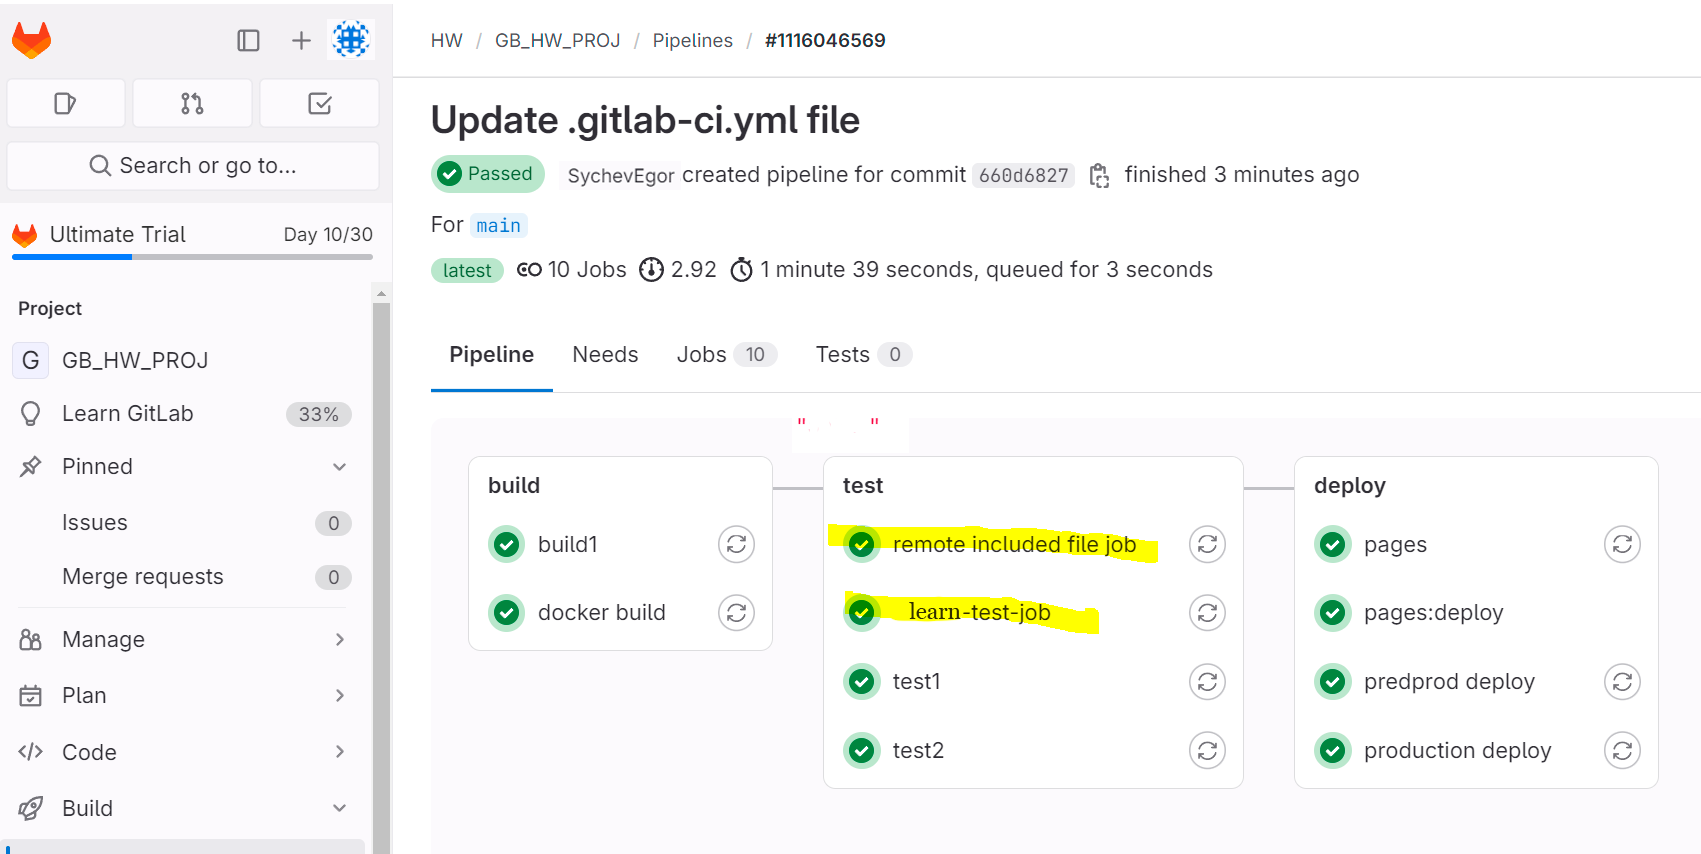 HW / GB_HW_PROJ / Pipelines / #1116046569
Search or go to...
Ultimate Trial Day 10/30
Project
G GB_HW_PROJ
Learn GitLab 33%
Pinned
Issues 0
Merge requests 0
Manage
Plan
Code
Build
Update .gitlab-ci.yml file
Passed SychevEgor created pipeline for commit 660d6827 finished 3 minutes ago
For main
latest 10 Jobs 2.92 1 minute 39 seconds, queued for 3 seconds
Pipeline Needs Jobs 10 Tests 0
" "
build
build1
docker build
test
remote included file job
learn-test-job
test1
test2
deploy
pages
pages:deploy
predprod deploy
production deploy